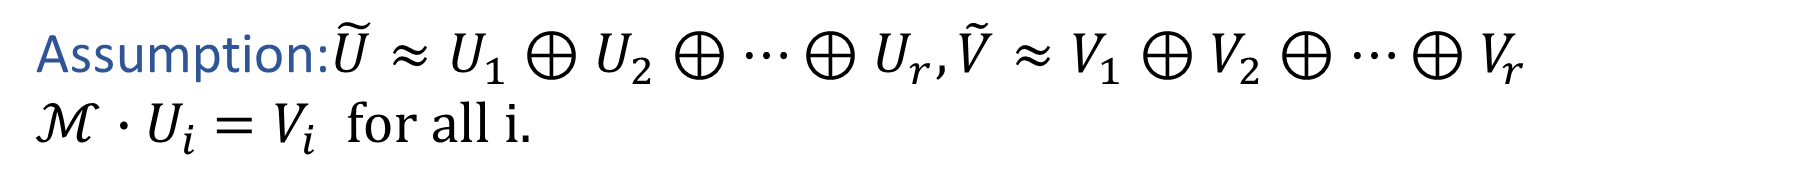 Assumption: Ũ ≈ U₁ ⊕ U₂ ⊕ ⋯ ⊕ Uᵣ, Ṽ ≈ V₁ ⊕ V₂ ⊕ ⋯ ⊕ Vᵣ
ℳ ⋅ Uᵢ = Vᵢ for all i.